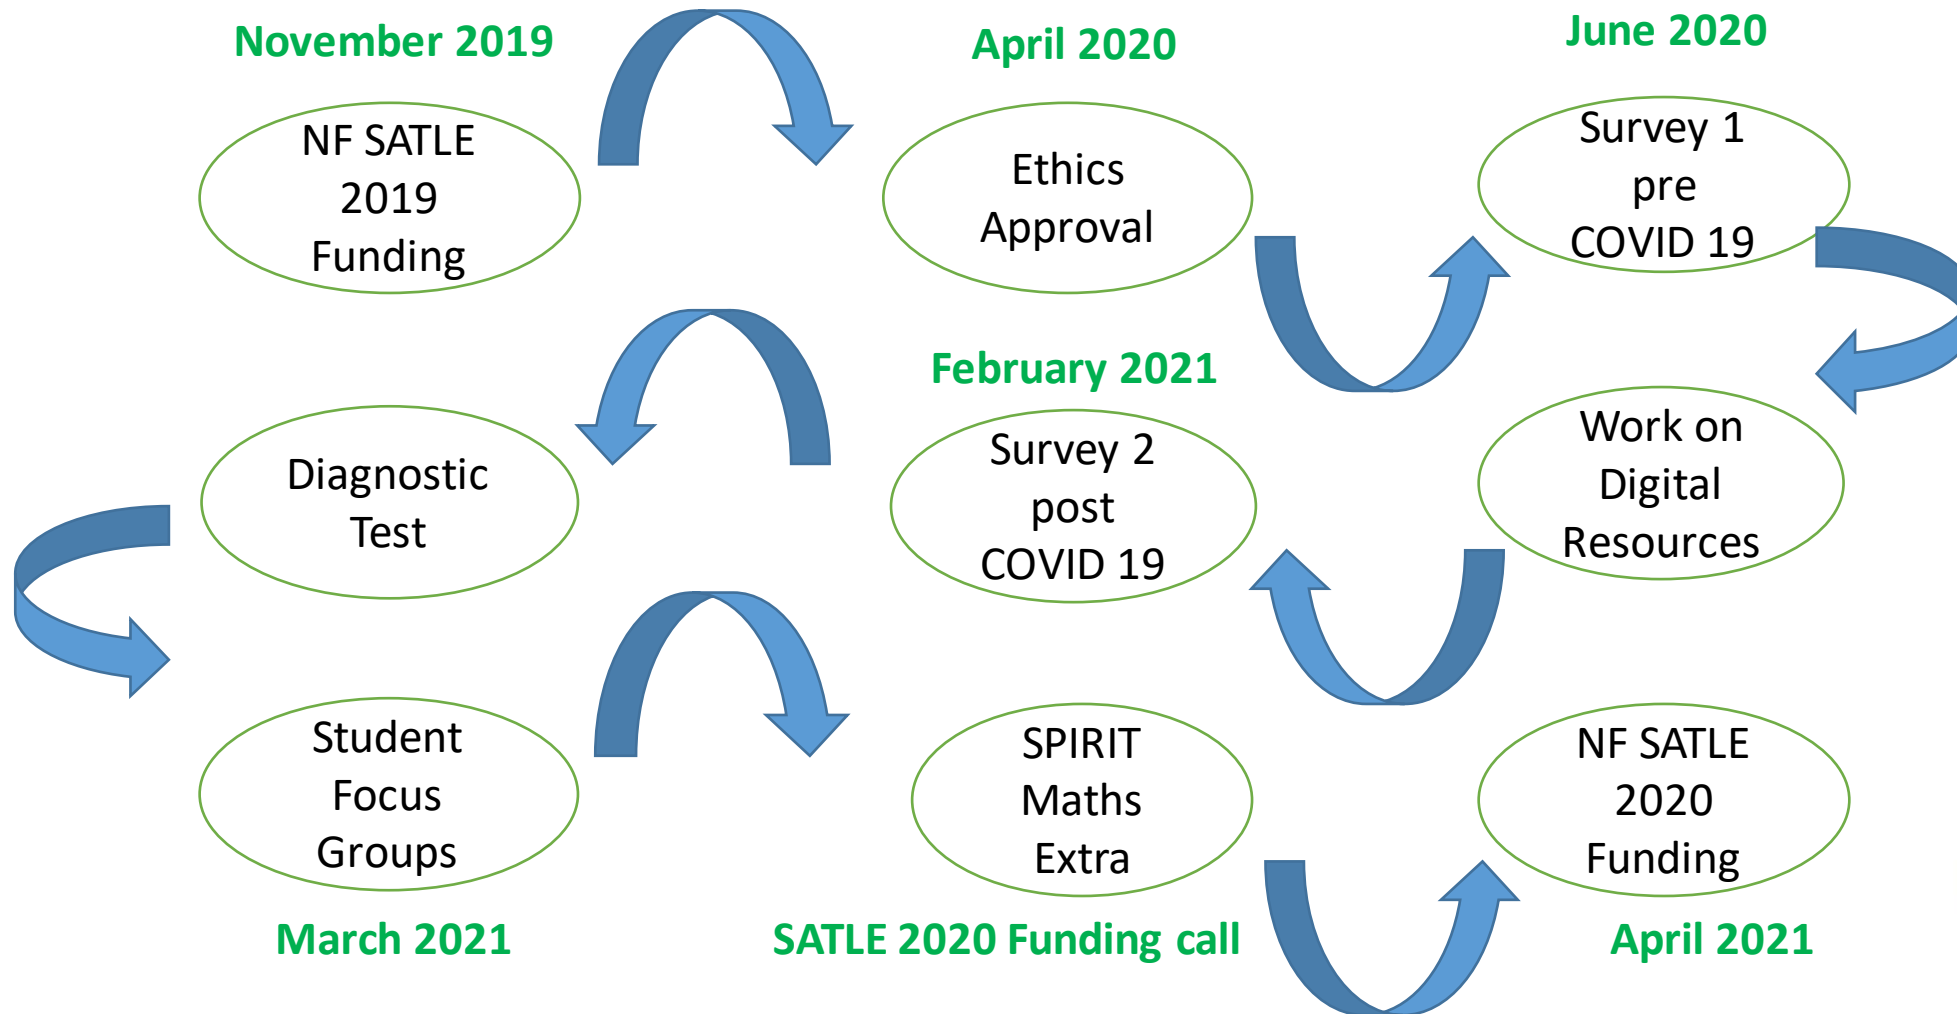 November 2019
April 2020
June 2020
NF SATLE
2019
Funding
Ethics
Approval
Survey 1
pre
COVID 19
February 2021
Diagnostic
Test
Survey 2
post
COVID 19
Work on
Digital
Resources
Student
Focus
Groups
SPIRIT
Maths
Extra
NF SATLE
2020
Funding
March 2021
SATLE 2020 Funding call
April 2021